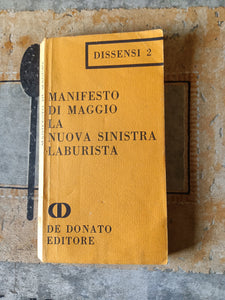 DISSENSI 2
MANIFESTO
DI MAGGIO
LA
NUOVA SINISTRA
LABURISTA
DE DONATO
EDITORE